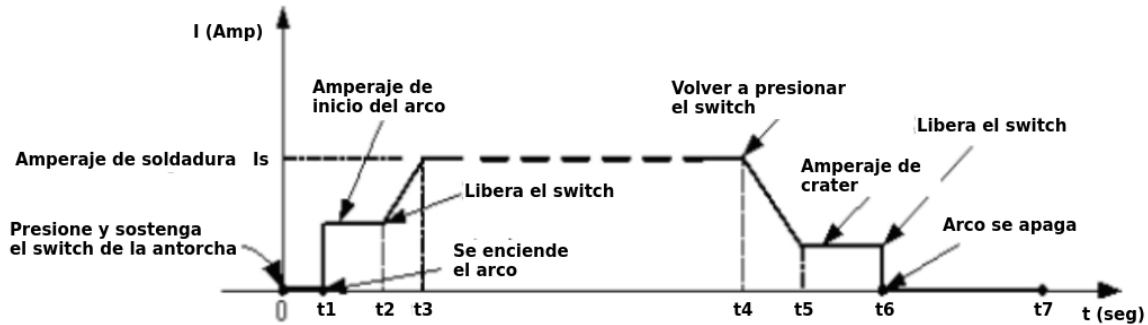 I (Amp)
Amperaje de
inicio del arco
Volver a presionar
el switch
Libera el switch
Amperaje de soldadura Is
Amperaje de
crater
Libera el switch
Presione y sostenga
el switch de la antorcha
Arco se apaga
Se enciende
el arco
0 t1 t2 t3 t4 t5 t6 t7 t (seg)